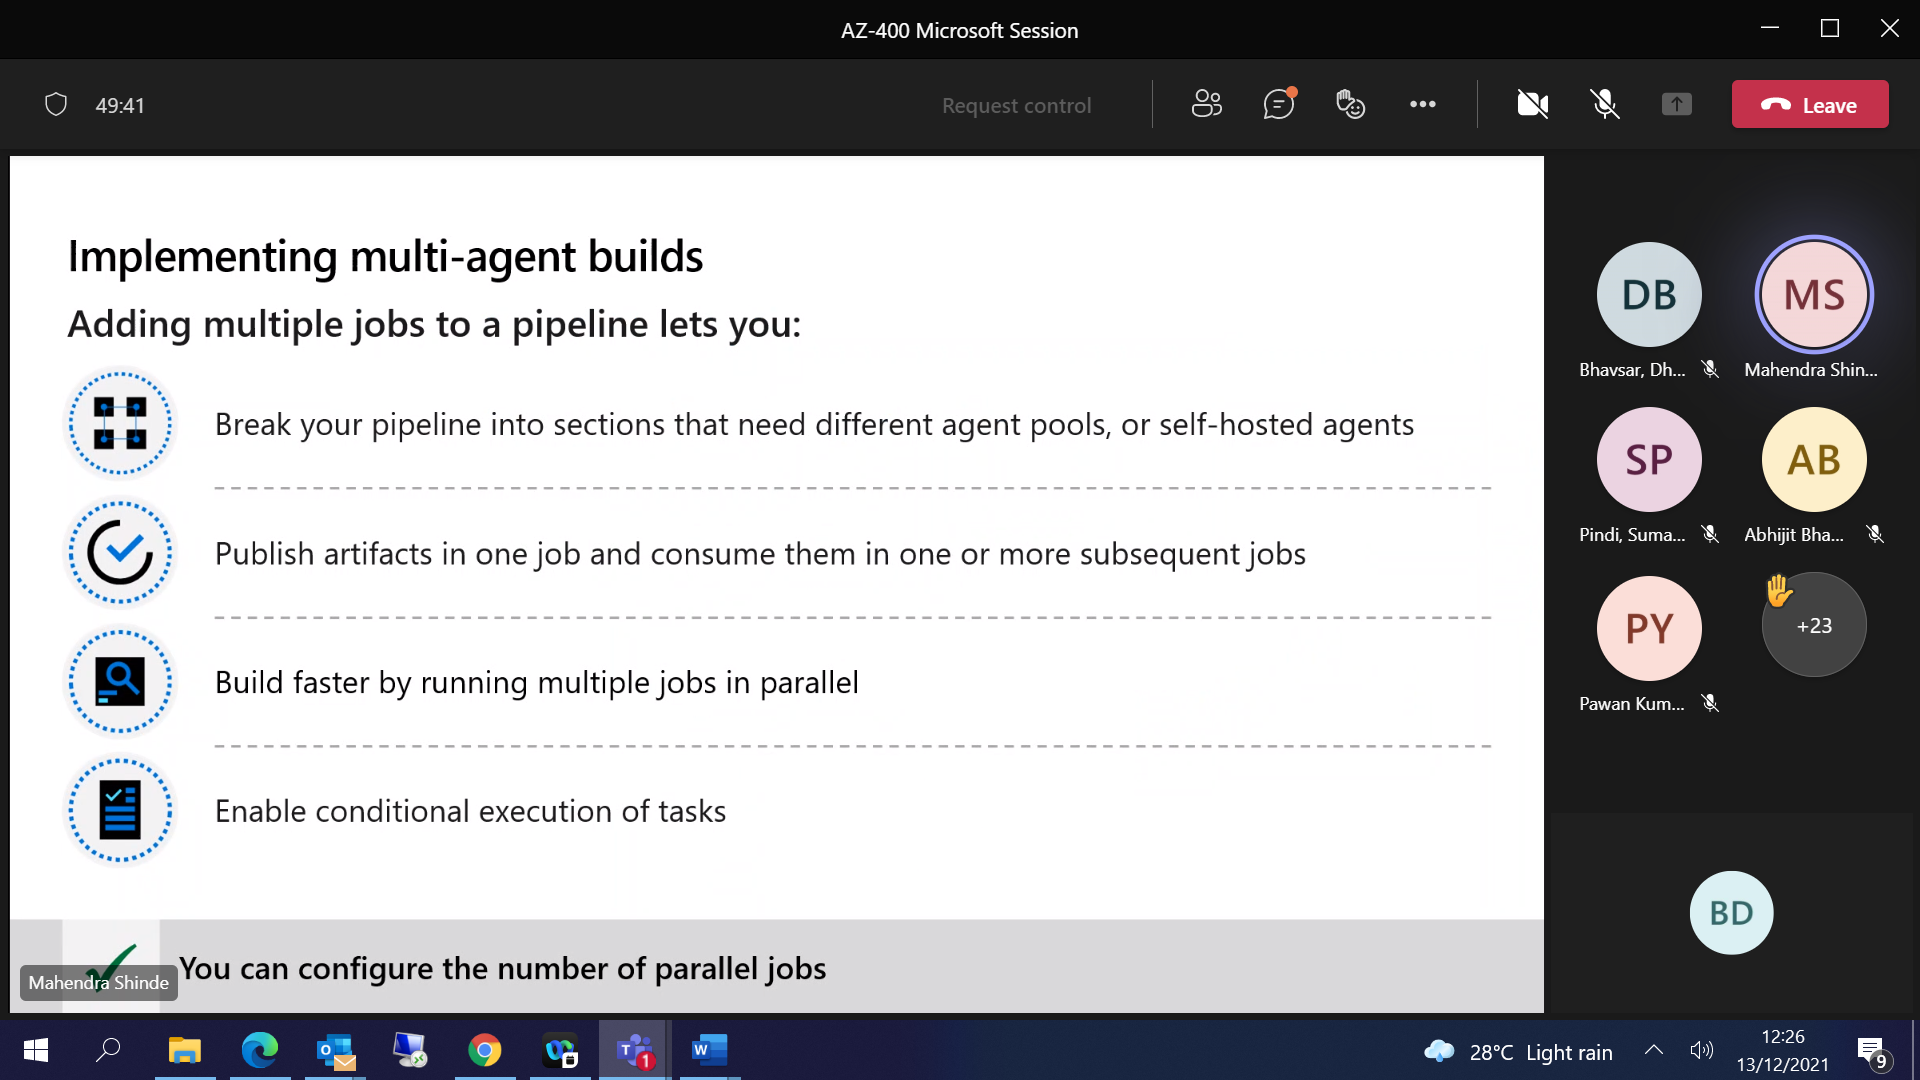 AZ-400 Microsoft Session
49:41
Request control
Leave
Implementing multi-agent builds
Adding multiple jobs to a pipeline lets you:
Break your pipeline into sections that need different agent pools, or self-hosted agents
Publish artifacts in one job and consume them in one or more subsequent jobs
Build faster by running multiple jobs in parallel
Enable conditional execution of tasks
You can configure the number of parallel jobs
Mahendra Shinde
DB
MS
Bhavsar, Dh...
Mahendra Shin...
SP
AB
Pindi, Suma...
Abhijit Bha...
PY
+23
Pawan Kum...
BD
O
T
1
W
28°C Light rain
12:26
13/12/2021
9